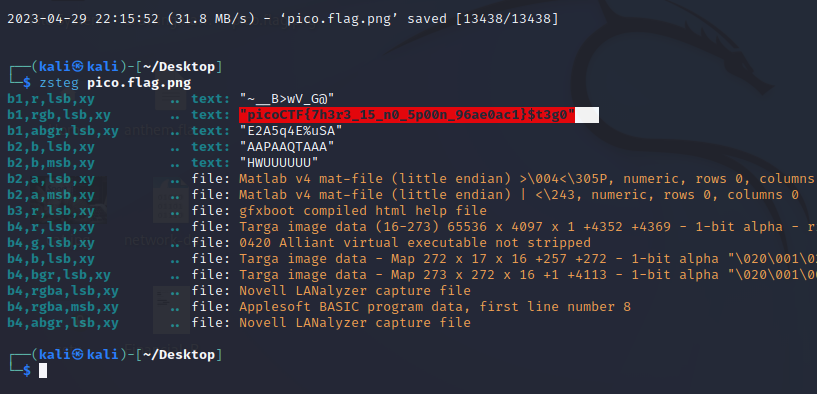 2023-04-29 22:15:52 (31.8 MB/s) - ‘pico.flag.png’ saved [13438/13438]
┌──(kali㉿kali)-[~/Desktop]
└─$ zsteg pico.flag.png
b1,r,lsb,xy .. text: "~__B>wV_G@"
b1,rgb,lsb,xy .. text: "picoCTF{7h3r3_15_n0_5p00n_96ae0ac1}$t3g0"
b1,abgr,lsb,xy .. text: "E2A5q4E%uSA"
b2,b,lsb,xy .. text: "AAPAAQTAAA"
b2,b,msb,xy .. text: "HWUUUUUU"
b2,a,lsb,xy .. file: Matlab v4 mat-file (little endian) >\004<\305P, numeric, rows 0, columns
b2,a,msb,xy .. file: Matlab v4 mat-file (little endian) | <\243, numeric, rows 0, columns 0
b3,r,lsb,xy .. file: gfxboot compiled html help file
b4,r,lsb,xy .. file: Targa image data (16-273) 65536 x 4097 x 1 +4352 +4369 - 1-bit alpha - r
b4,g,lsb,xy .. file: 0420 Alliant virtual executable not stripped
b4,b,lsb,xy .. file: Targa image data - Map 272 x 17 x 16 +257 +272 - 1-bit alpha "\020\001\0
b4,bgr,lsb,xy .. file: Targa image data - Map 273 x 272 x 16 +1 +4113 - 1-bit alpha "\020\001\0
b4,rgba,lsb,xy .. file: Novell LANalyzer capture file
b4,rgba,msb,xy .. file: Applesoft BASIC program data, first line number 8
b4,abgr,lsb,xy .. file: Novell LANalyzer capture file
┌──(kali㉿kali)-[~/Desktop]
└─$